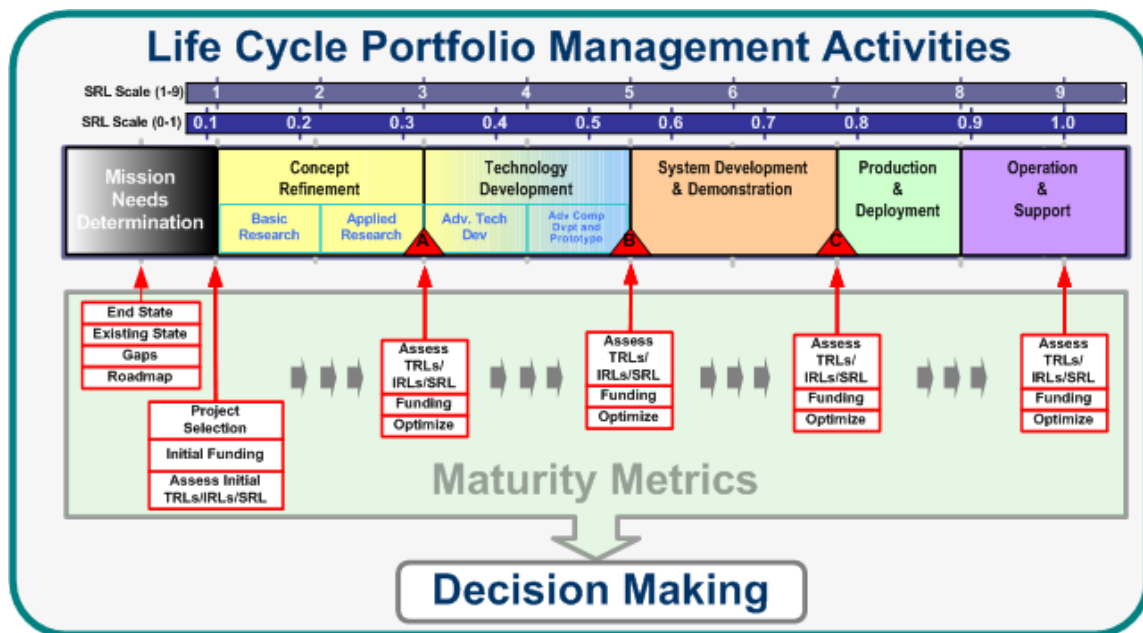 Life Cycle Portfolio Management Activities
SRL Scale (1-9) 1 2 3 4 5 6 7 8 9
SRL Scale (0-1) 0.1 0.2 0.3 0.4 0.5 0.6 0.7 0.8 0.9 1.0
Mission
Needs
Determination
Concept
Refinement
Basic
Research
Applied
Research
A
Technology
Development
Adv. Tech
Dev
Adv Comp
Dvpt and
Prototype
B
System Development
& Demonstration
C
Production
&
Deployment
Operation
&
Support
End State
Existing State
Gaps
Roadmap
Project
Selection
Initial Funding
Assess Initial
TRLs/IRLs/SRL
Assess
TRLs/
IRLs/SRL
Funding
Optimize
Assess
TRLs/
IRLs/SRL
Funding
Optimize
Assess
TRLs/
IRLs/SRL
Funding
Optimize
Assess
TRLs/
IRLs/SRL
Funding
Optimize
Maturity Metrics
Decision Making